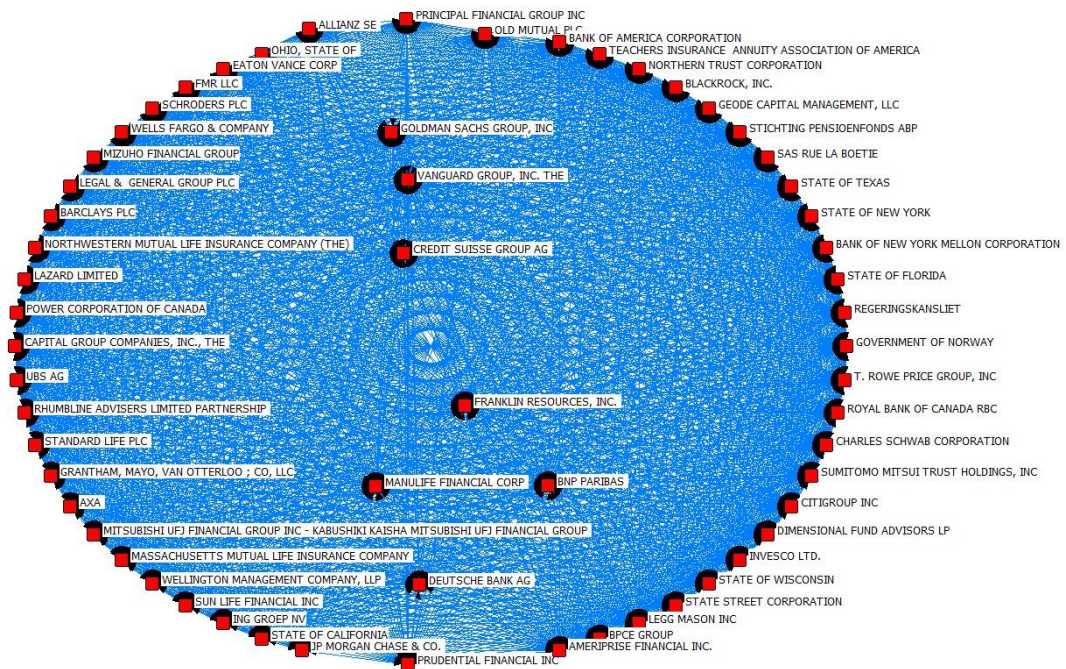 PRINCIPAL FINANCIAL GROUP INC
ALLIANZ SE
OLD MUTUAL PLC
BANK OF AMERICA CORPORATION
OHIO, STATE OF
TEACHERS INSURANCE ANNUITY ASSOCIATION OF AMERICA
EATON VANCE CORP
NORTHERN TRUST CORPORATION
FMR LLC
BLACKROCK, INC.
SCHRODERS PLC
GEODE CAPITAL MANAGEMENT, LLC
WELLS FARGO & COMPANY
GOLDMAN SACHS GROUP, INC
STICHTING PENSIOENFONDS ABP
MIZUHO FINANCIAL GROUP
SAS RUE LA BOETIE
VANGUARD GROUP, INC. THE
LEGAL & GENERAL GROUP PLC
STATE OF TEXAS
BARCLAYS PLC
STATE OF NEW YORK
NORTHWESTERN MUTUAL LIFE INSURANCE COMPANY (THE)
CREDIT SUISSE GROUP AG
BANK OF NEW YORK MELLON CORPORATION
LAZARD LIMITED
STATE OF FLORIDA
POWER CORPORATION OF CANADA
REGERINGSKANSLIET
CAPITAL GROUP COMPANIES, INC., THE
GOVERNMENT OF NORWAY
UBS AG
T. ROWE PRICE GROUP, INC
FRANKLIN RESOURCES, INC.
RHUMBLINE ADVISERS LIMITED PARTNERSHIP
ROYAL BANK OF CANADA RBC
STANDARD LIFE PLC
CHARLES SCHWAB CORPORATION
GRANTHAM, MAYO, VAN OTTERLOO ; CO, LLC
SUMITOMO MITSUI TRUST HOLDINGS, INC
MANULIFE FINANCIAL CORP
BNP PARIBAS
AXA
CITIGROUP INC
MITSUBISHI UFJ FINANCIAL GROUP INC - KABUSHIKI KAISHA MITSUBISHI UFJ FINANCIAL GROUP
DIMENSIONAL FUND ADVISORS LP
MASSACHUSETTS MUTUAL LIFE INSURANCE COMPANY
INVESCO LTD.
WELLINGTON MANAGEMENT COMPANY, LLP
DEUTSCHE BANK AG
STATE OF WISCONSIN
SUN LIFE FINANCIAL INC
STATE STREET CORPORATION
ING GROEP NV
LEGG MASON INC
STATE OF CALIFORNIA
BPCE GROUP
JP MORGAN CHASE & CO.
AMERIPRISE FINANCIAL INC.
PRUDENTIAL FINANCIAL INC